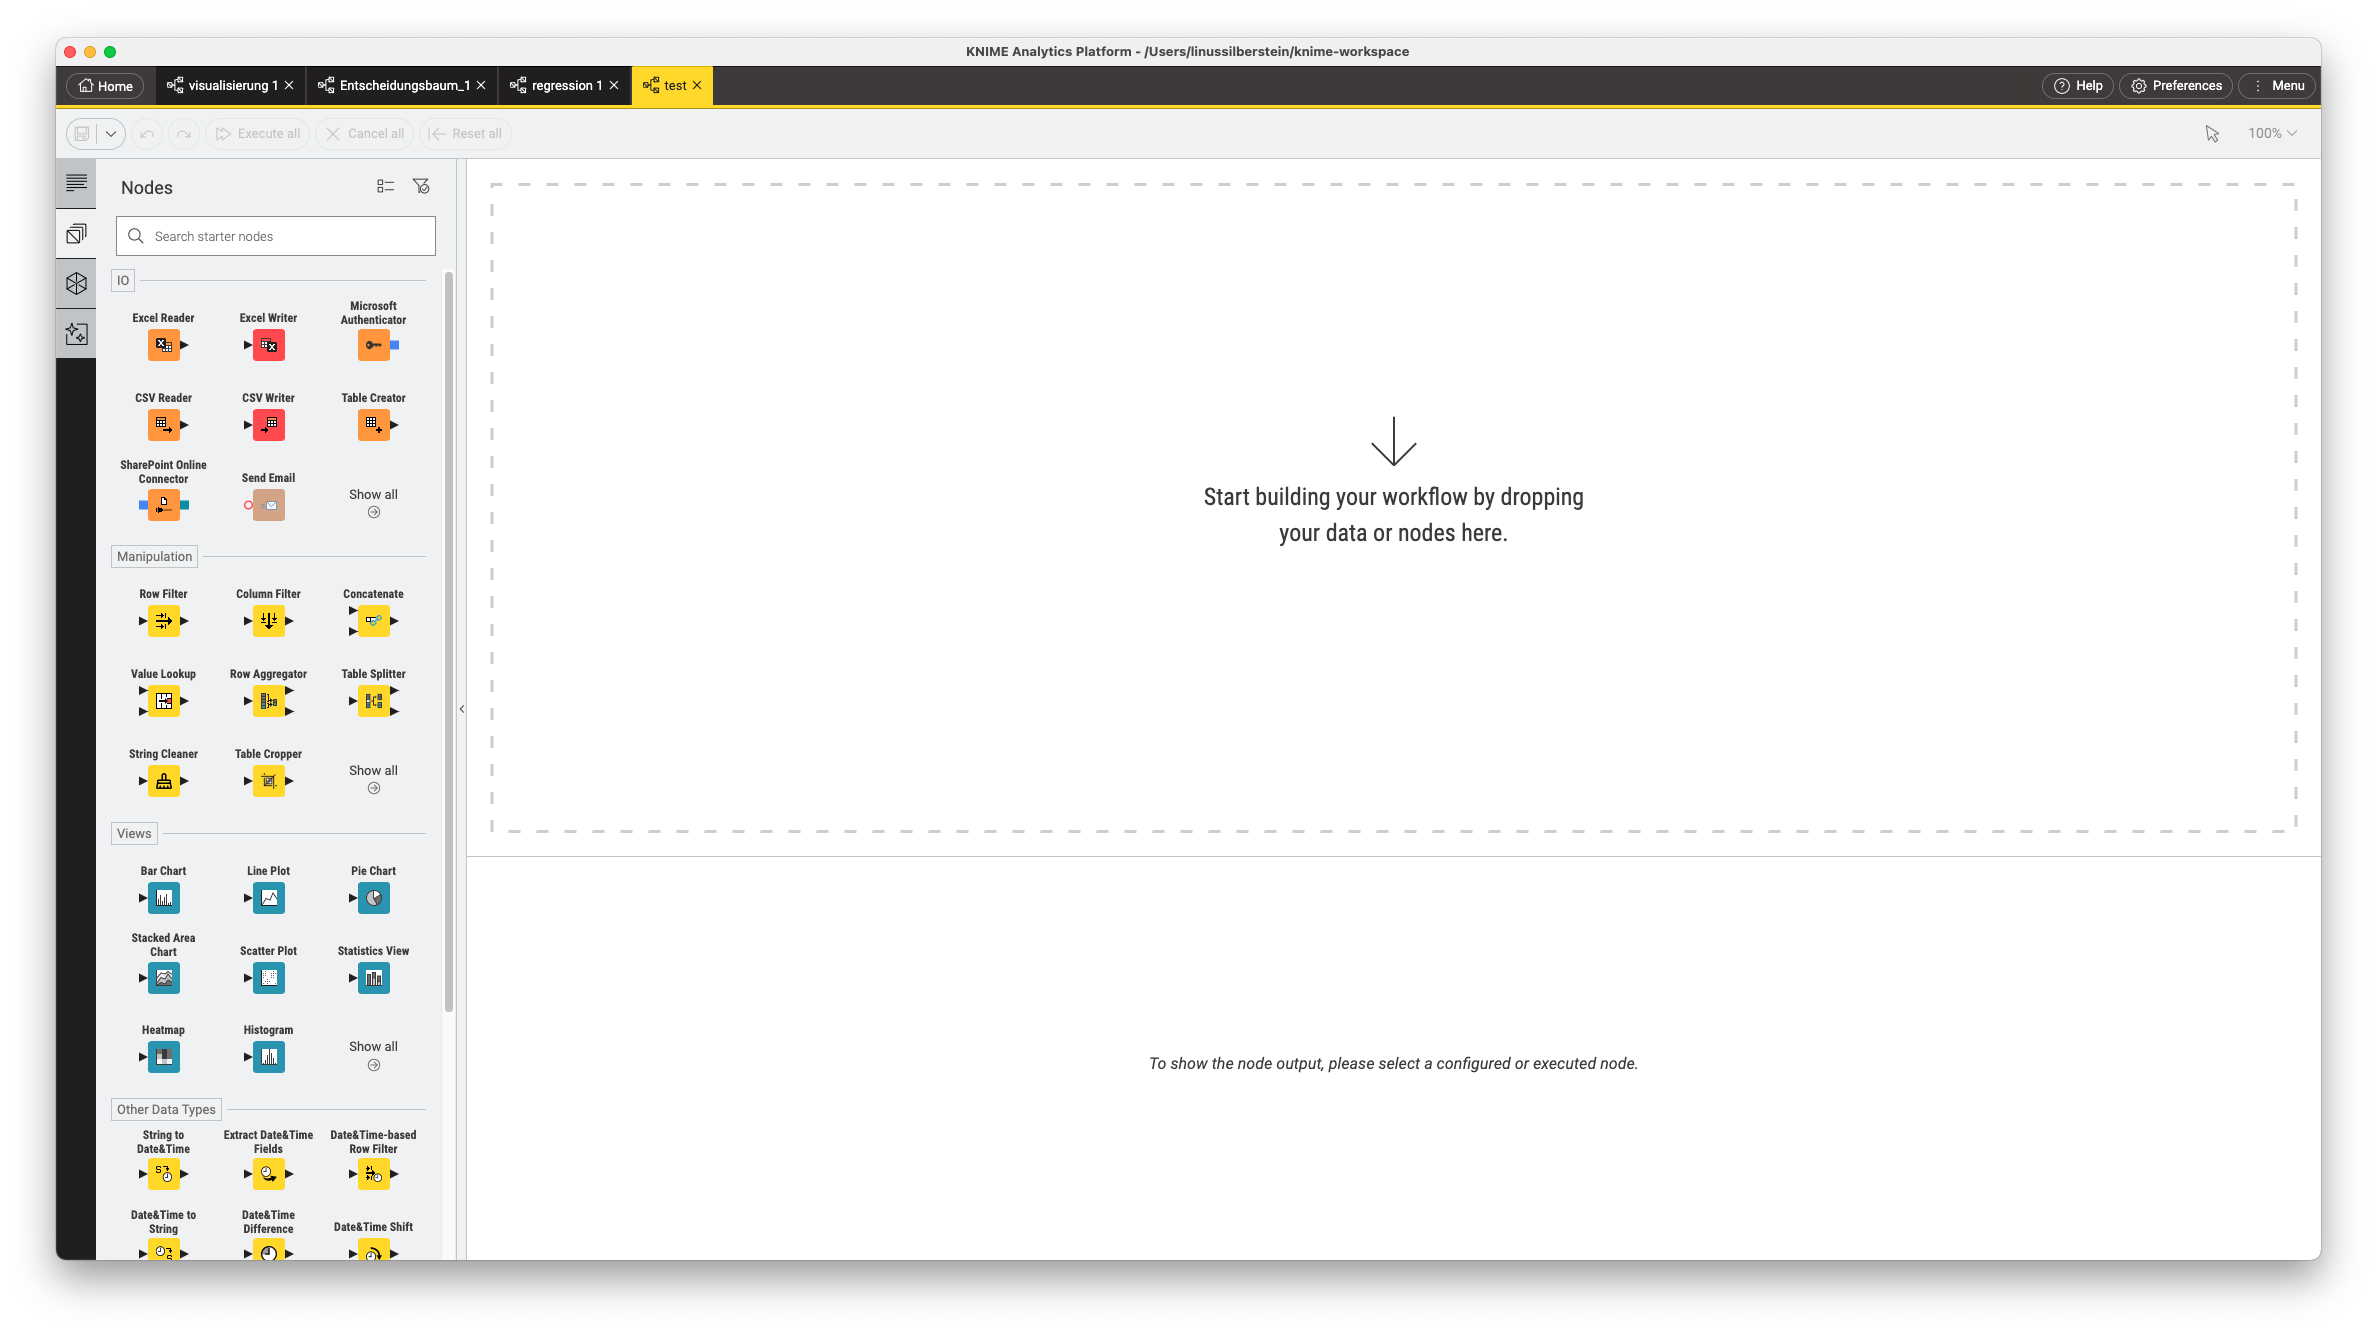 KNIME Analytics Platform - /Users/linussilberstein/knime-workspace
Home
visualisierung 1
Entscheidungsbaum_1
regression 1
test
Help
Preferences
Menu
Execute all
Cancel all
Reset all
100%
Nodes
Search starter nodes
IO
Excel Reader
Excel Writer
Microsoft
Authenticator
CSV Reader
CSV Writer
Table Creator
SharePoint Online
Connector
Send Email
Show all
Manipulation
Row Filter
Column Filter
Concatenate
Value Lookup
Row Aggregator
Table Splitter
String Cleaner
Table Cropper
Show all
Views
Bar Chart
Line Plot
Pie Chart
Stacked Area
Chart
Scatter Plot
Statistics View
Heatmap
Histogram
Show all
Other Data Types
String to
Date&Time
Extract Date&Time
Fields
Date&Time-based
Row Filter
Date&Time to
String
Date&Time
Difference
Date&Time Shift
Start building your workflow by dropping
your data or nodes here.
To show the node output, please select a configured or executed node.